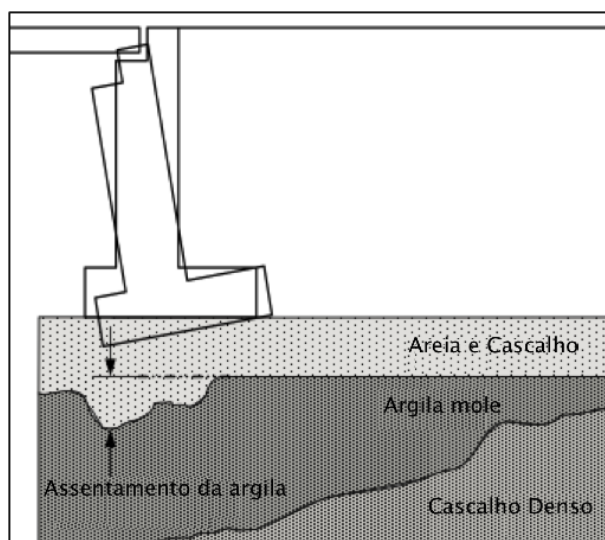 Areia e Cascalho
Argila mole
Assentamento da argila
Cascalho Denso